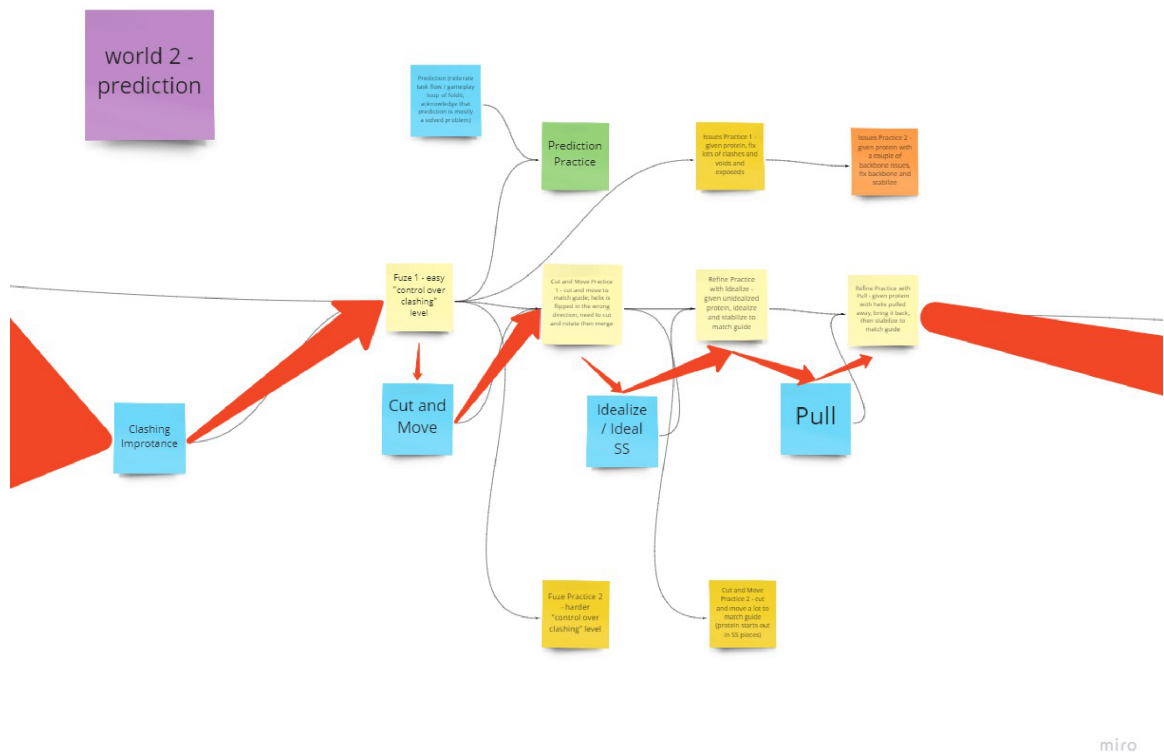 world 2 -
prediction
Prediction (reiterate
task flow / gameplay
loop of foldit,
acknowledge that
prediction is mostly
a solved problem)
Prediction
Practice
Issues Practice 1 -
given protein, fix
lots of clashes and
voids and
exposeds
Issues Practice 2 -
given protein with
a couple of
backbone issues,
fix backbone and
stabilize
Fuze 1 - easy
"control over
clashing"
level
Cut and Move Practice
1 - cut and move to
match guide; helix is
flipped in the wrong
direction, need to cut
and rotate then merge
Refine Practice
with Idealize - given
unidealized
protein, idealize
and stabilize to
match guide
Refine Practice with
Pull - given protein
with helix pulled
away, bring it back,
then stabilize to
match guide
Clashing
Improtance
Cut and
Move
Idealize
/ Ideal
SS
Pull
Fuze Practice 2
- harder
"control over
clashing" level
Cut and Move
Practice 2 - cut
and move a lot to
match guide
(protein starts out
in SS pieces)
miro